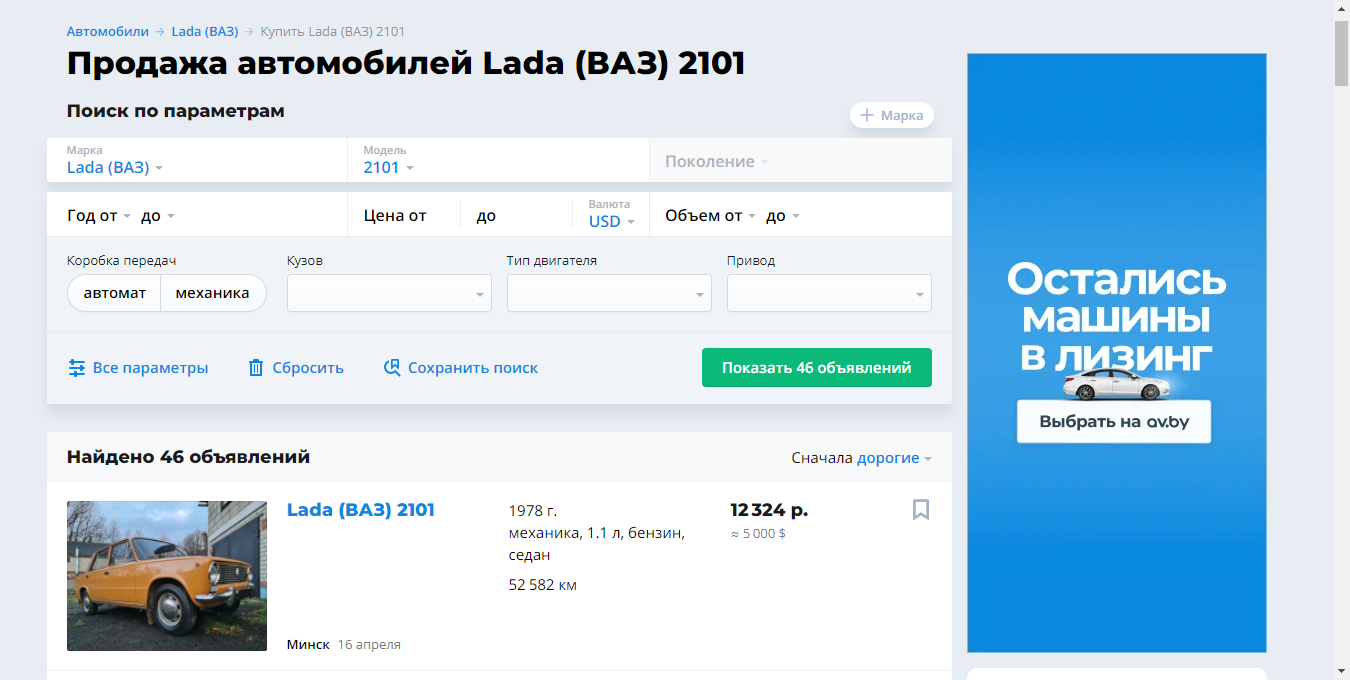 Автомобили → Lada (ВАЗ) → Купить Lada (ВАЗ) 2101
Продажа автомобилей Lada (ВАЗ) 2101
Поиск по параметрам
+ Марка
Марка
Lada (ВАЗ)
Модель
2101
Поколение
Год от до
Цена от до
Валюта
USD
Объем от до
Коробка передач
автомат механика
Кузов
Тип двигателя
Привод
Все параметры
Сбросить
Сохранить поиск
Показать 46 объявлений
Найдено 46 объявлений
Сначала дорогие
Lada (ВАЗ) 2101
1978 г.
механика, 1.1 л, бензин,
седан
52 582 км
12 324 р.
≈ 5 000 $
Минск 16 апреля
Остались
машины
в лизинг
Выбрать на av.by